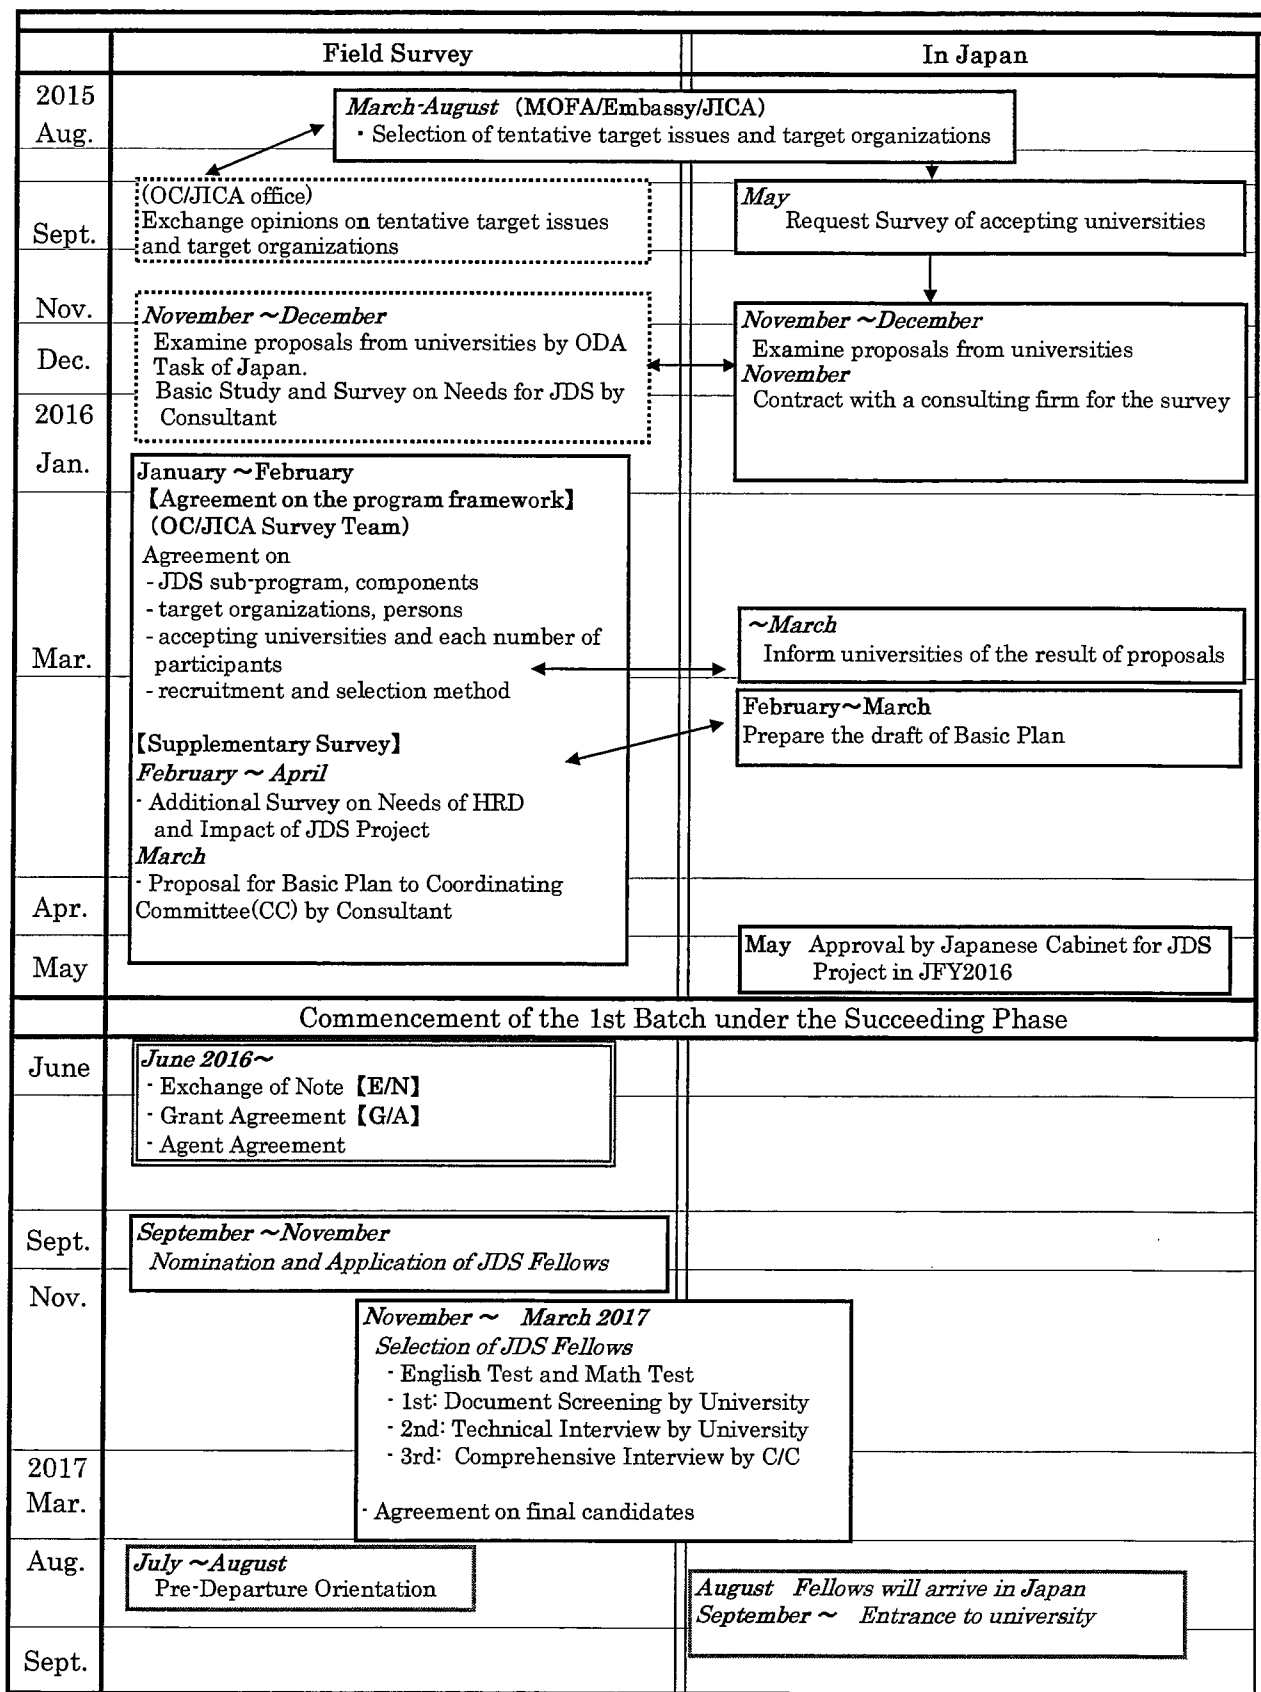 Field Survey
In Japan
2015
Aug.
March-August (MOFA/Embassy/JICA)
・Selection of tentative target issues and target organizations
Sept.
(OC/JICA office)
Exchange opinions on tentative target issues
and target organizations
May
Request Survey of accepting universities
Nov.
Dec.
2016
Jan.
November ～December
Examine proposals from universities by ODA
Task of Japan.
Basic Study and Survey on Needs for JDS by
Consultant
November ～December
Examine proposals from universities
November
Contract with a consulting firm for the survey
January ～February
【Agreement on the program framework】
(OC/JICA Survey Team)
Agreement on
- JDS sub-program, components
- target organizations, persons
- accepting universities and each number of
participants
- recruitment and selection method
Mar.
～March
Inform universities of the result of proposals
February～March
Prepare the draft of Basic Plan
【Supplementary Survey】
February ～ April
- Additional Survey on Needs of HRD
and Impact of JDS Project
March
- Proposal for Basic Plan to Coordinating
Committee(CC) by Consultant
Apr.
May
May Approval by Japanese Cabinet for JDS
Project in JFY2016
Commencement of the 1st Batch under the Succeeding Phase
June
June 2016～
- Exchange of Note【E/N】
- Grant Agreement【G/A】
- Agent Agreement
Sept.
September ～November
Nomination and Application of JDS Fellows
Nov.
November ～ March 2017
Selection of JDS Fellows
- English Test and Math Test
- 1st: Document Screening by University
- 2nd: Technical Interview by University
- 3rd: Comprehensive Interview by C/C
- Agreement on final candidates
2017
Mar.
Aug.
July ～August
Pre-Departure Orientation
August Fellows will arrive in Japan
September ～ Entrance to university
Sept.